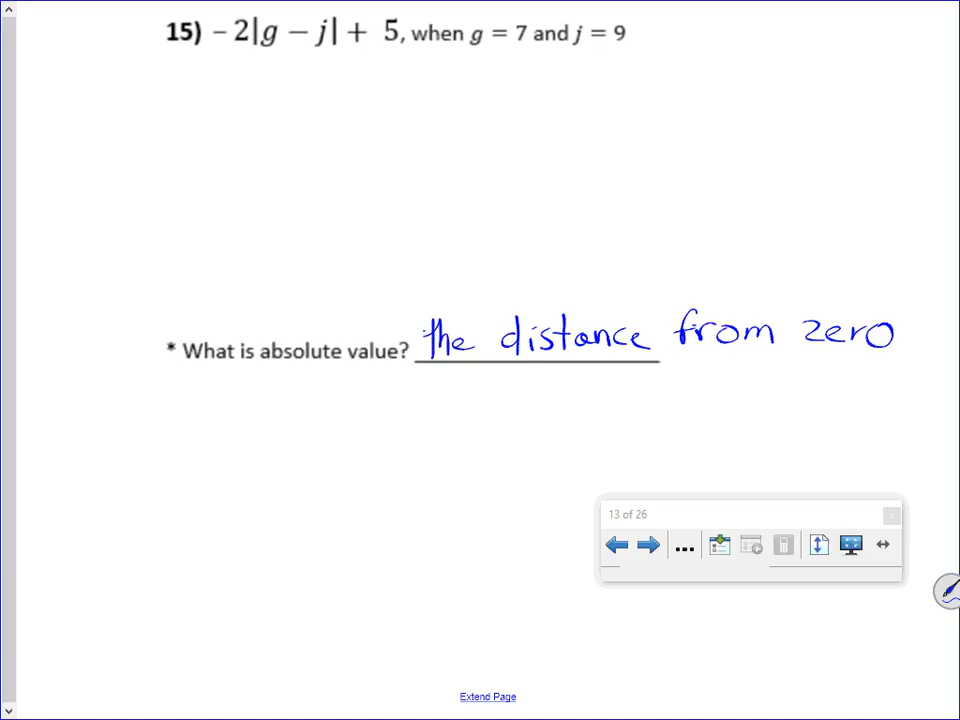 15) – 2|g − j| + 5, when g = 7 and j = 9
* What is absolute value? the distance from zero
13 of 26
Extend Page